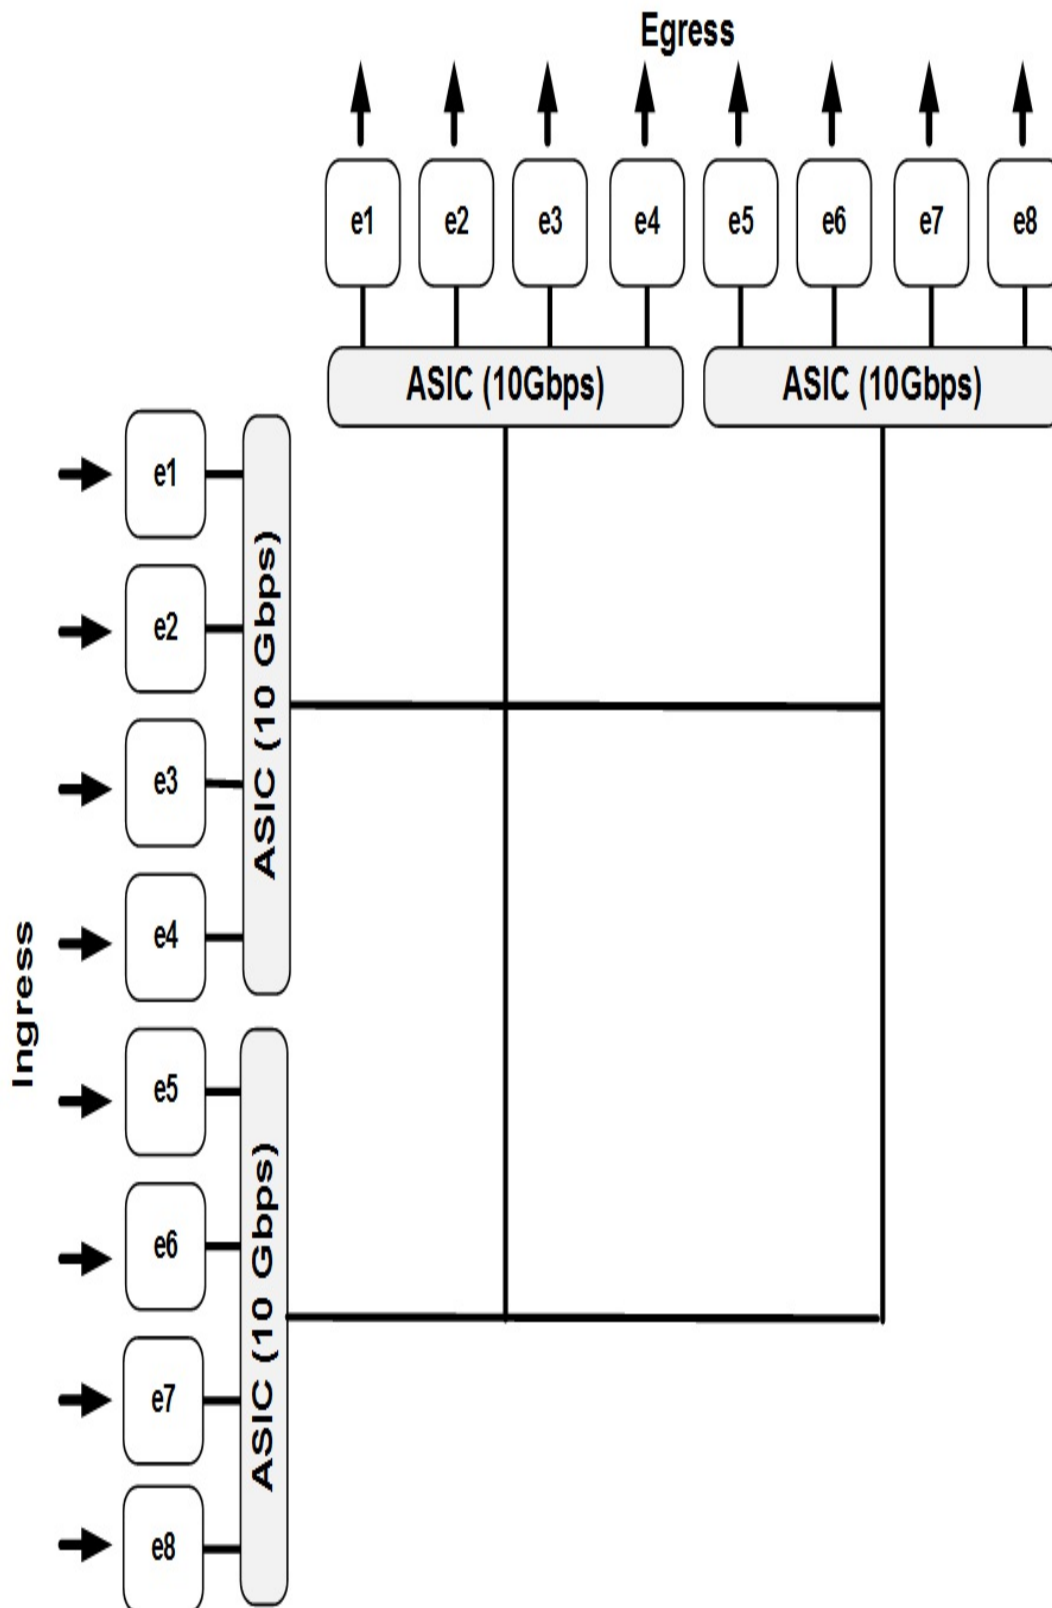 Egress
e1 e2 e3 e4 e5 e6 e7 e8
ASIC (10Gbps) ASIC (10Gbps)
Ingress
e1
e2
e3
e4
ASIC (10 Gbps)
e5
e6
e7
e8
ASIC (10 Gbps)